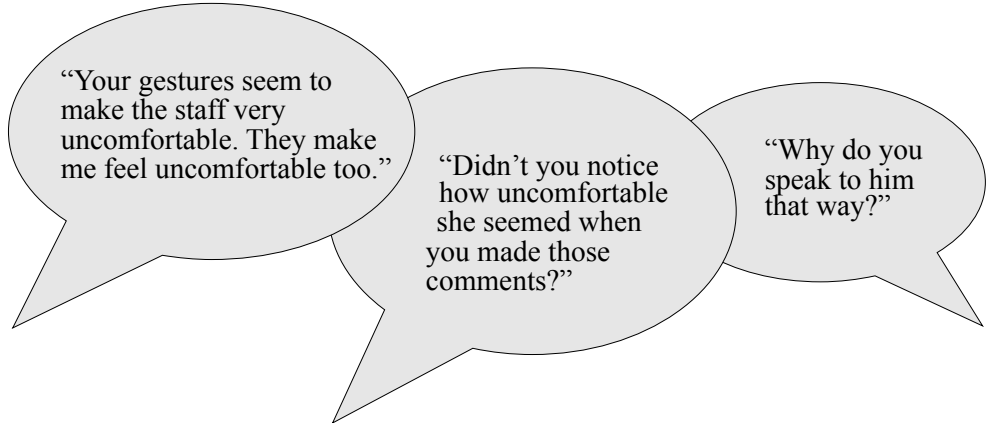 “Your gestures seem to
make the staff very
uncomfortable. They make
me feel uncomfortable too.”
“Didn’t you notice
how uncomfortable
she seemed when
you made those
comments?”
“Why do you
speak to him
that way?”